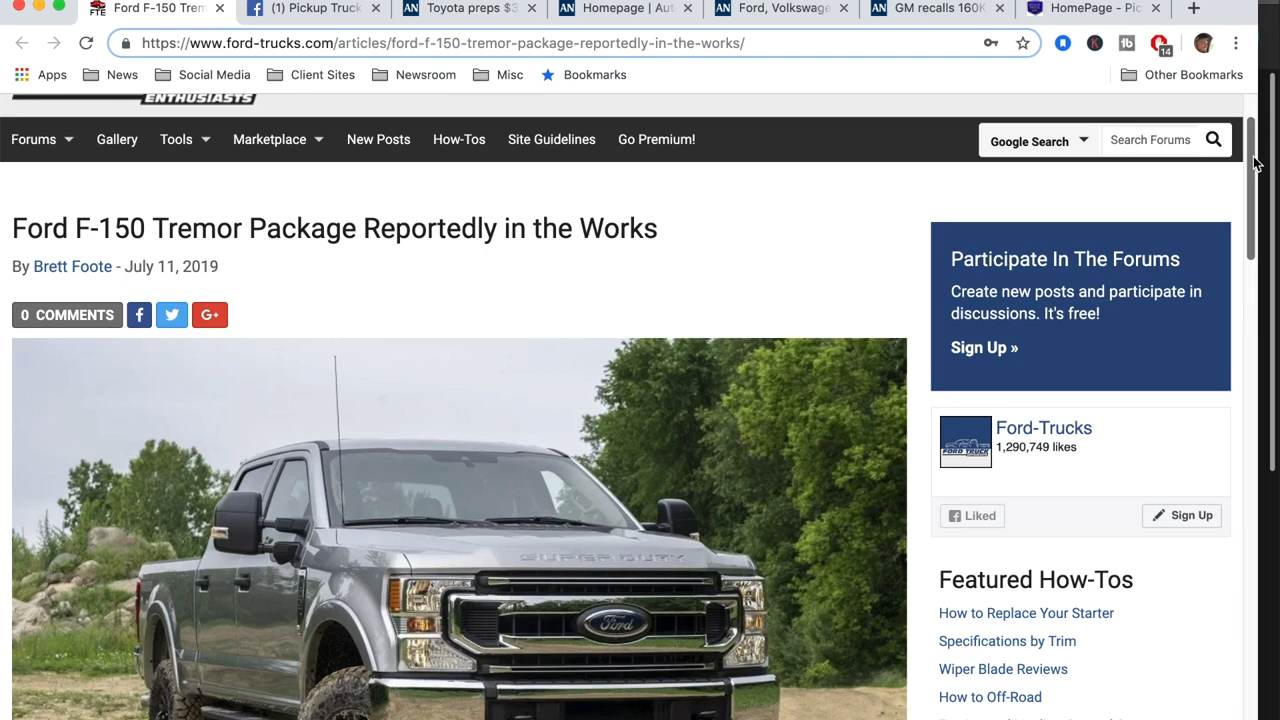 FTE
Ford F-150 Trem
(1) Pickup Truck
AN Toyota preps $3
AN Homepage | Aut
AN Ford, Volkswage
AN GM recalls 160K
HomePage - Pic
https://www.ford-trucks.com/articles/ford-f-150-tremor-package-reportedly-in-the-works/
14
Apps News Social Media Client Sites Newsroom Misc Bookmarks Other Bookmarks
ENTHUSIASTS
Forums Gallery Tools Marketplace New Posts How-Tos Site Guidelines Go Premium! Google Search Search Forums
Ford F-150 Tremor Package Reportedly in the Works
By Brett Foote - July 11, 2019
0 COMMENTS
G+
SUPER DUTY
Ford
Participate In The Forums
Create new posts and participate in
discussions. It's free!
Sign Up »
FORD TRUCK
Ford-Trucks
1,290,749 likes
Liked
Sign Up
Featured How-Tos
How to Replace Your Starter
Specifications by Trim
Wiper Blade Reviews
How to Off-Road